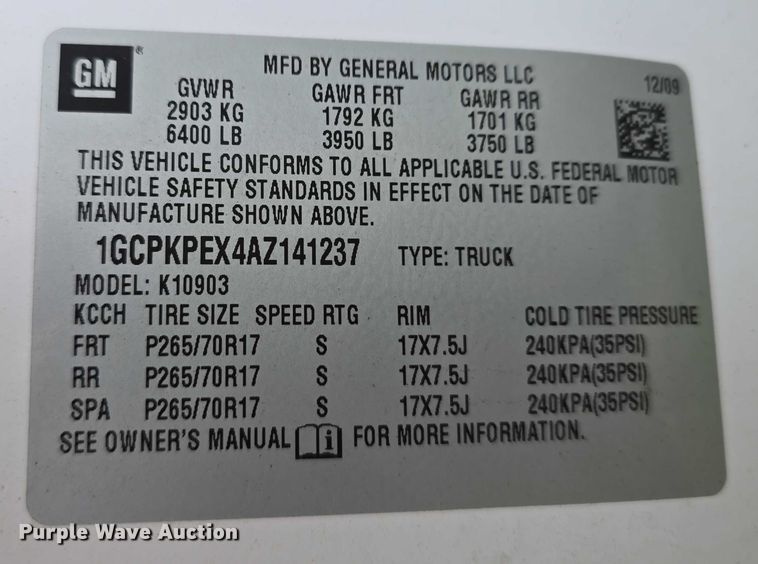 GM ®
MFD BY GENERAL MOTORS LLC
12/09
GVWR GAWR FRT GAWR RR
2903 KG 1792 KG 1701 KG
6400 LB 3950 LB 3750 LB
THIS VEHICLE CONFORMS TO ALL APPLICABLE U.S. FEDERAL MOTOR
VEHICLE SAFETY STANDARDS IN EFFECT ON THE DATE OF
MANUFACTURE SHOWN ABOVE.
1GCPKPEX4AZ141237 TYPE: TRUCK
MODEL: K10903
KCCH TIRE SIZE SPEED RTG RIM COLD TIRE PRESSURE
FRT P265/70R17 S 17X7.5J 240KPA(35PSI)
RR P265/70R17 S 17X7.5J 240KPA(35PSI)
SPA P265/70R17 S 17X7.5J 240KPA(35PSI)
SEE OWNER'S MANUAL i FOR MORE INFORMATION.
Purple Wave Auction